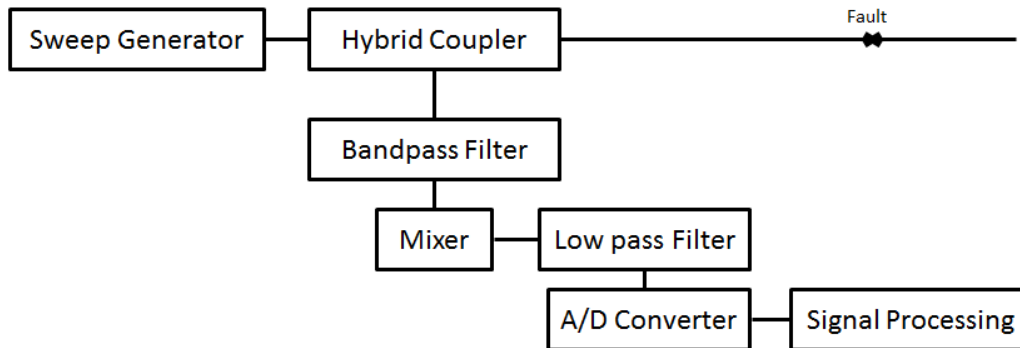 Fault
Sweep Generator
Hybrid Coupler
Bandpass Filter
Mixer
Low pass Filter
A/D Converter
Signal Processing